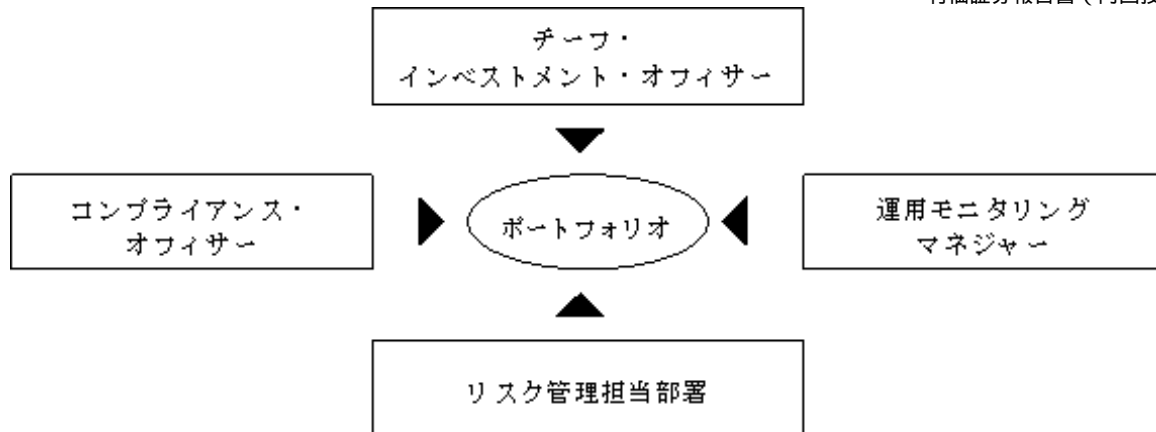 チーフ・
インベストメント・オフィサー
コンプライアンス・
オフィサー
ポートフォリオ
運用モニタリング
マネジャー
リスク管理担当部署